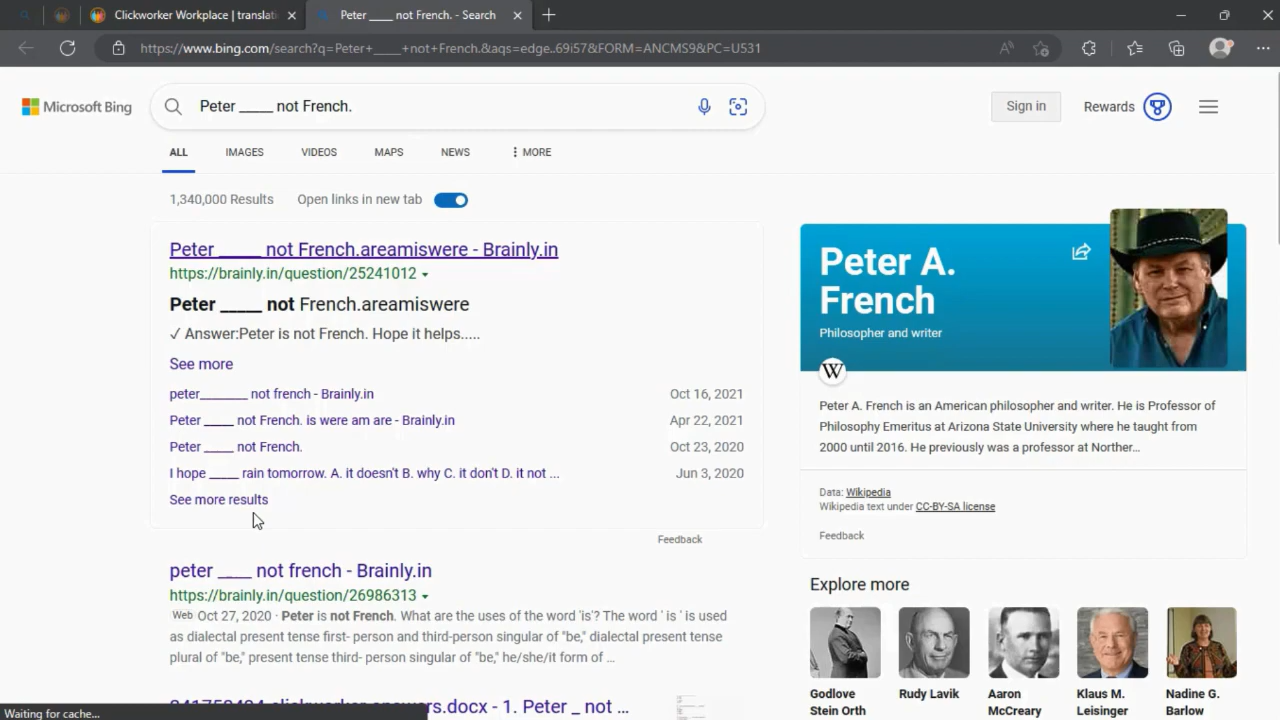 Clickworker Workplace | translati
Peter _____ not French. - Search
https://www.bing.com/search?q=Peter+_____+not+French.&aqs=edge..69i57&FORM=ANCMS9&PC=U531
Microsoft Bing
Peter _____ not French.
Sign in
Rewards
ALL
IMAGES
VIDEOS
MAPS
NEWS
MORE
1,340,000 Results
Open links in new tab
Peter _____ not French.areamiswere - Brainly.in
https://brainly.in/question/25241012
Peter _____ not French.areamiswere
✓ Answer:Peter is not French. Hope it helps.....
See more
peter________ not french - Brainly.in
Oct 16, 2021
Peter _____ not French. is were am are - Brainly.in
Apr 22, 2021
Peter _____ not French.
Oct 23, 2020
I hope _____ rain tomorrow. A. it doesn't B. why C. it don't D. it not ...
Jun 3, 2020
See more results
Feedback
peter ____ not french - Brainly.in
https://brainly.in/question/26986313
Web Oct 27, 2020 · Peter is not French. What are the uses of the word 'is'? The word ' is ' is used
as dialectal present tense first- person and third-person singular of "be," dialectal present tense
plural of "be," present tense third- person singular of "be," he/she/it form of ...
clickworker answers.docx - 1. Peter _ not ...
Waiting for cache...
Peter A.
French
Philosopher and writer
W
Peter A. French is an American philosopher and writer. He is Professor of
Philosophy Emeritus at Arizona State University where he taught from
2000 until 2016. He previously was a professor at Norther...
Data: Wikipedia
Wikipedia text under CC-BY-SA license
Feedback
Explore more
Godlove
Stein Orth
Rudy Lavik
Aaron
McCreary
Klaus M.
Leisinger
Nadine G.
Barlow